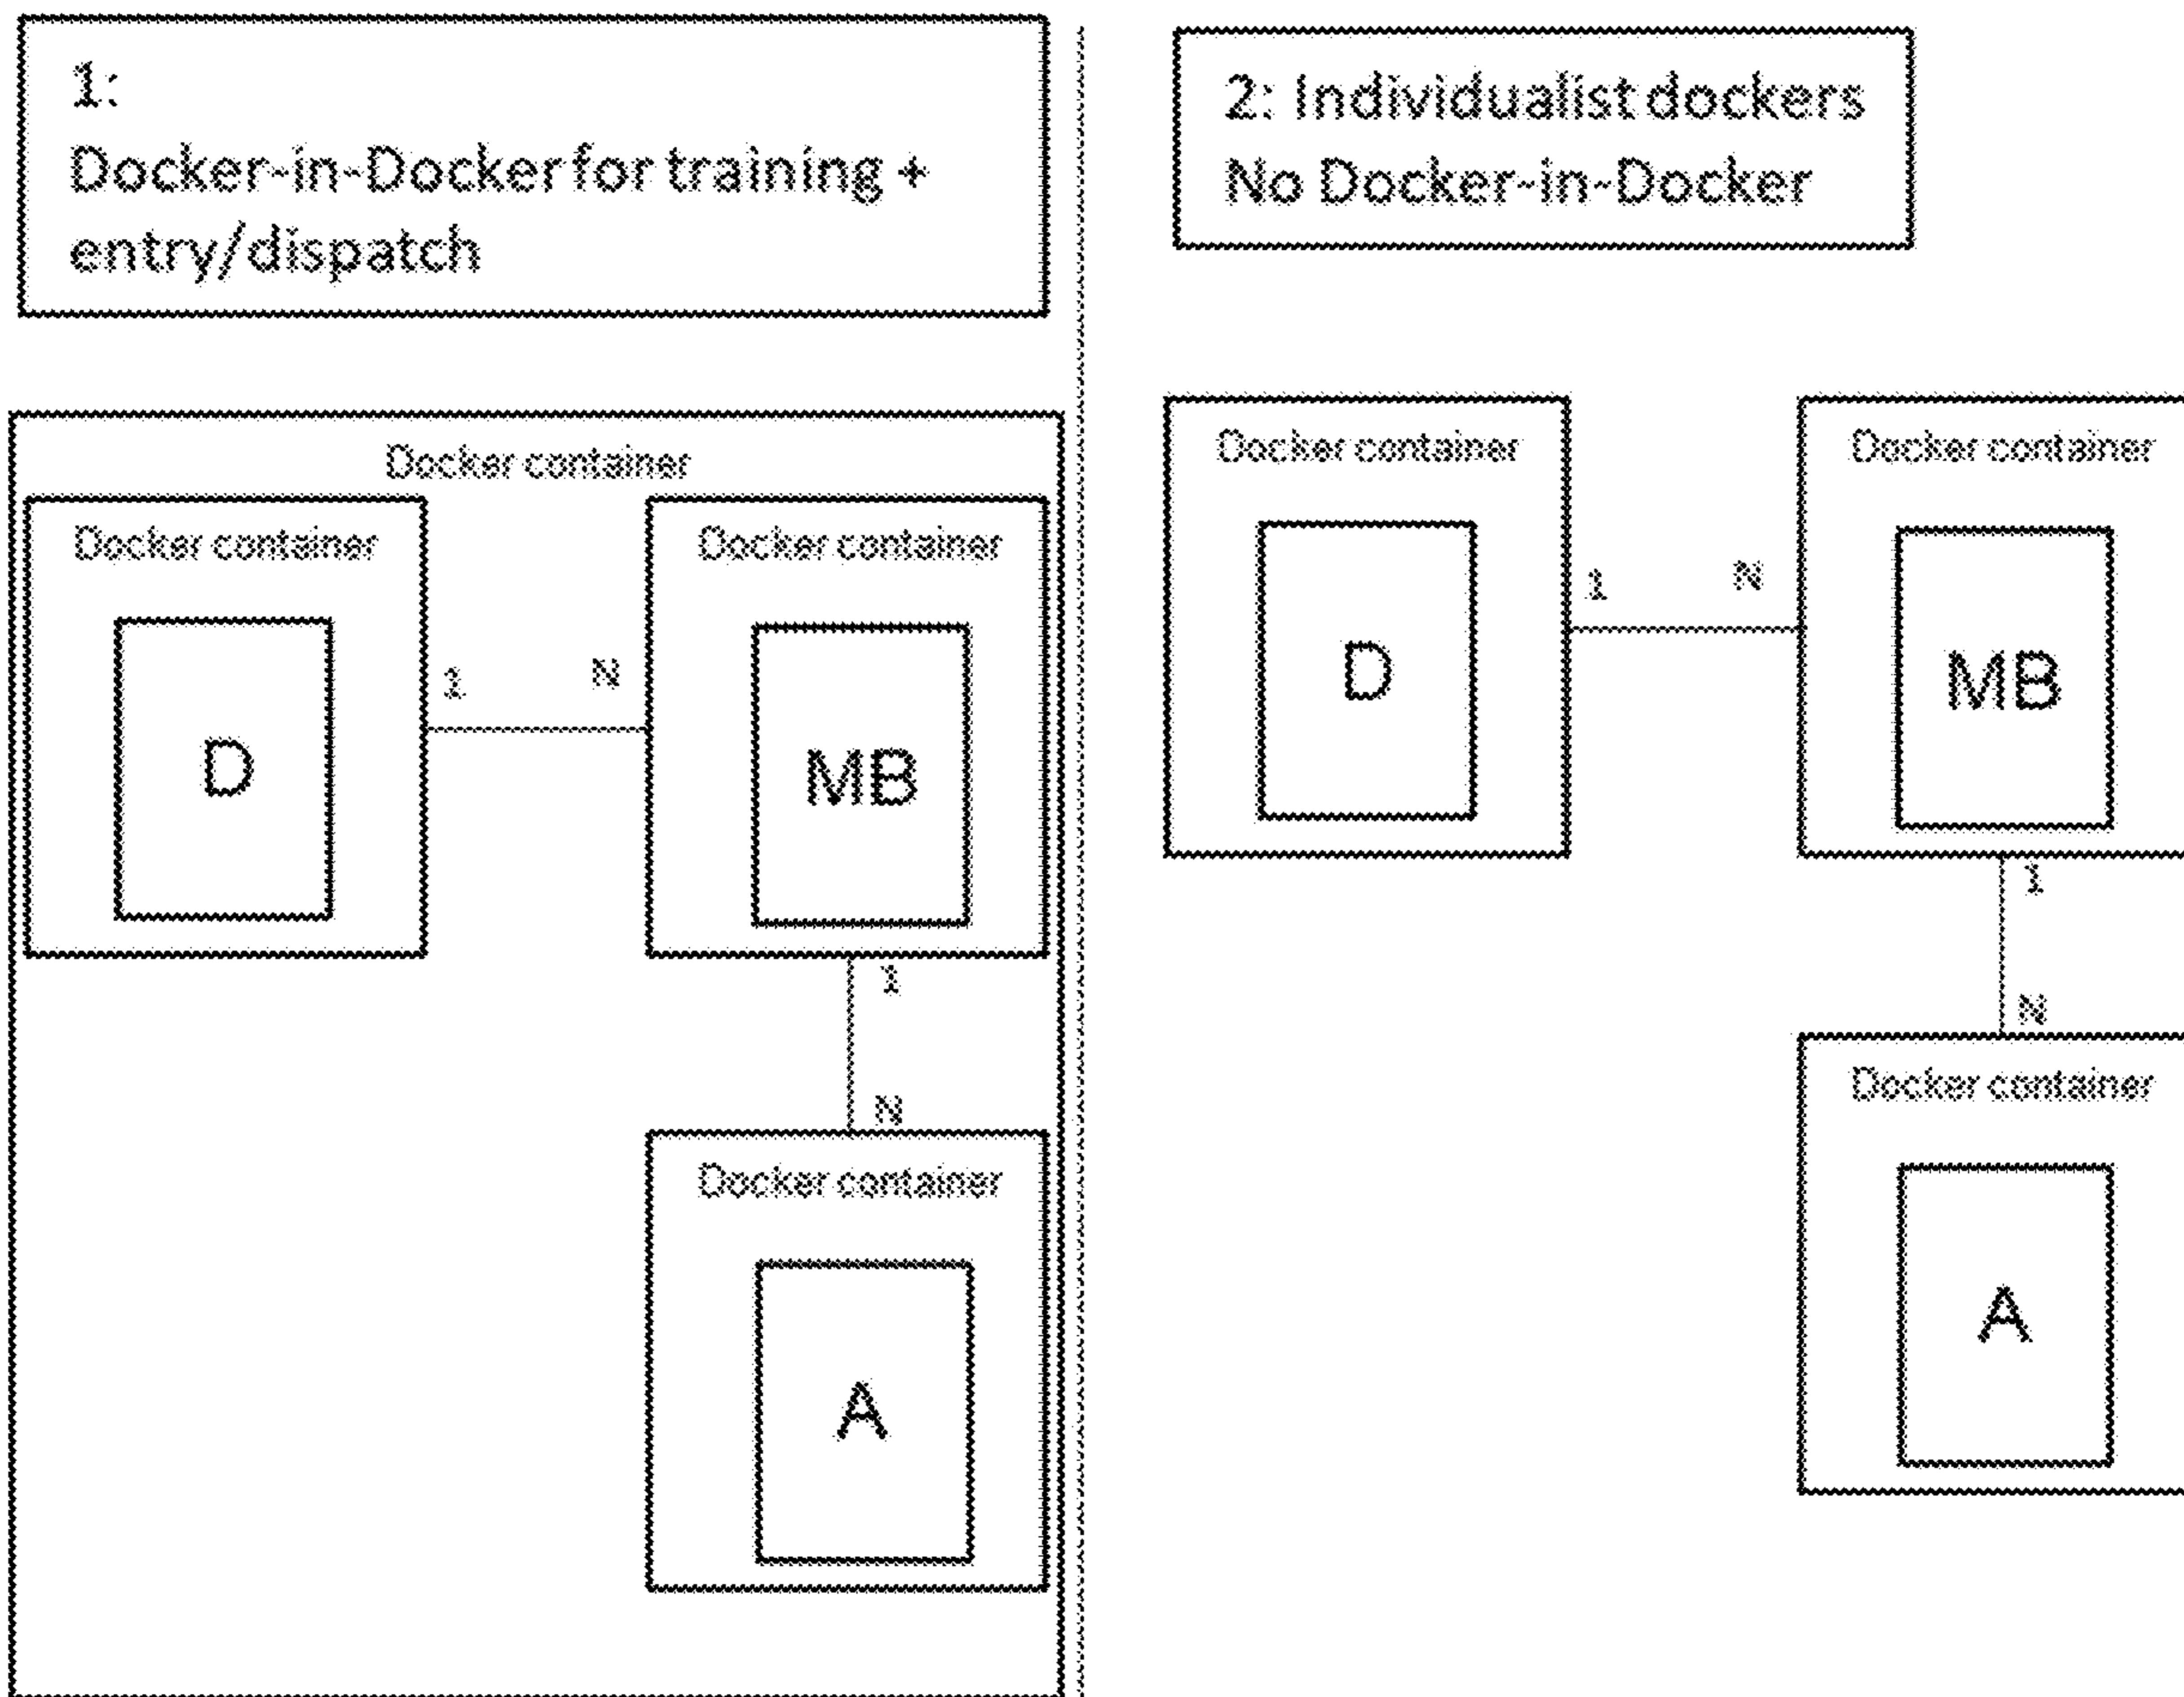 1:
Docker-in-Docker for training +
entry/dispatch
Docker container
Docker container
D
1
N
Docker container
MB
1
N
Docker container
A
2: Individualist dockers
No Docker-in-Docker
Docker container
D
1
N
Docker container
MB
1
N
Docker container
A